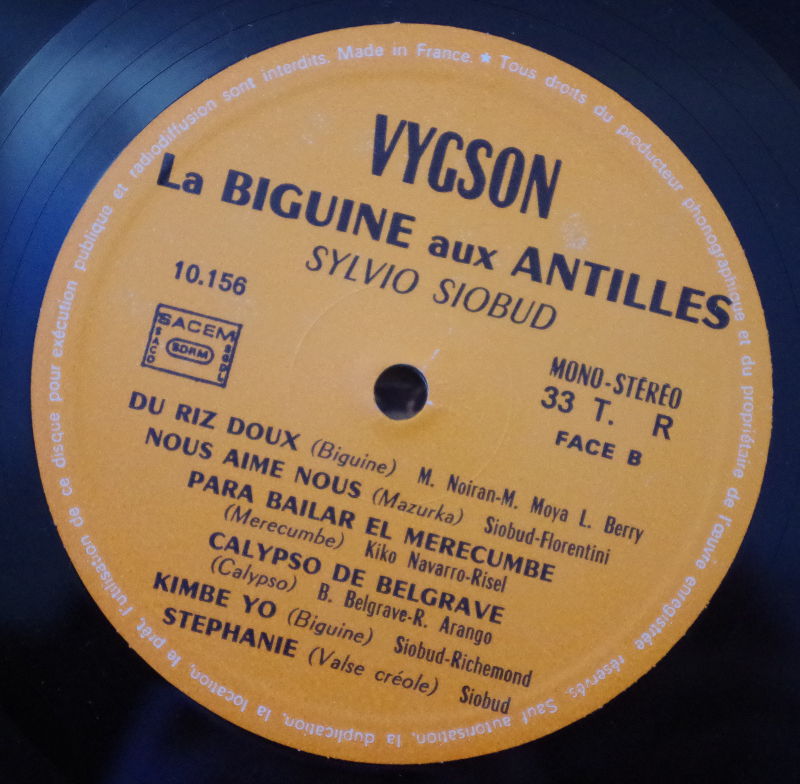 Made in France. ★ Tous droits du producteur phonographique et du propriétaire de l'œuvre enregistrée réservés. Sauf autorisation, la duplication, la location, le prêt, l'utilisation de ce disque pour exécution publique et radiodiffusion sont interdits.
VYGSON
La BIGUINE aux ANTILLES
SYLVIO SIOBUD
10.156
SACEM
SACD
SDRM
SGDL
MONO-STÉRÉO
33 T. R
FACE B
DU RIZ DOUX (Biguine) M. Noiran-M. Moya L. Berry
NOUS AIME NOUS (Mazurka) Siobud-Florentini
PARA BAILAR EL MERECUMBE
(Merecumbe) Kiko Navarro-Risel
CALYPSO DE BELGRAVE
(Calypso) B. Belgrave-R. Arango
KIMBE YO (Biguine) Siobud-Richemond
STEPHANIE (Valse créole) Siobud